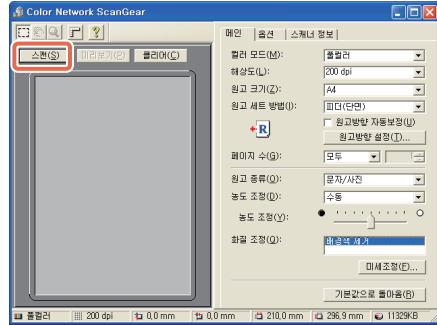 Color Network ScanGear
메인 옵션 스캐너 정보
스캔(S) 미리보기(P) 클리어(C)
컬러 모드(M): 풀컬러
해상도(L): 200 dpi
원고 크기(Z): A4
원고 세트 방법(I): 피더(단면)
원고방향 자동보정(U)
R
원고방향 설정(T)...
페이지 수(G): 모두
원고 종류(O): 문자/사진
농도 조정(D): 수동
농도 조정(Y):
화질 조정(Q): 배경색 제거
미세조정(F)...
기본값으로 돌아옴(R)
풀컬러 200 dpi 0,0 mm 0,0 mm 210,0 mm 296,9 mm 11329KB